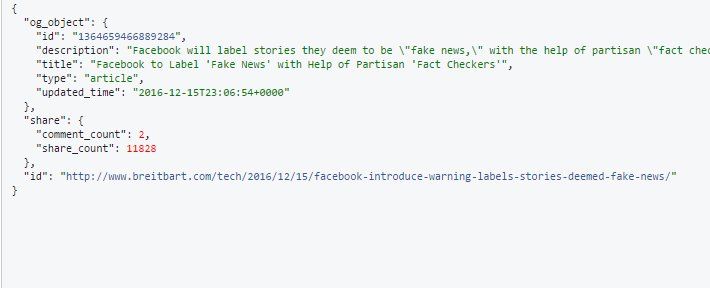 {
"og_object": {
"id": "1364659466889284",
"description": "Facebook will label stories they deem to be \"fake news,\" with the help of partisan \"fact chec
"title": "Facebook to Label 'Fake News' with Help of Partisan 'Fact Checkers'",
"type": "article",
"updated_time": "2016-12-15T23:06:54+0000"
},
"share": {
"comment_count": 2,
"share_count": 11828
},
"id": "http://www.breitbart.com/tech/2016/12/15/facebook-introduce-warning-labels-stories-deemed-fake-news/"
}